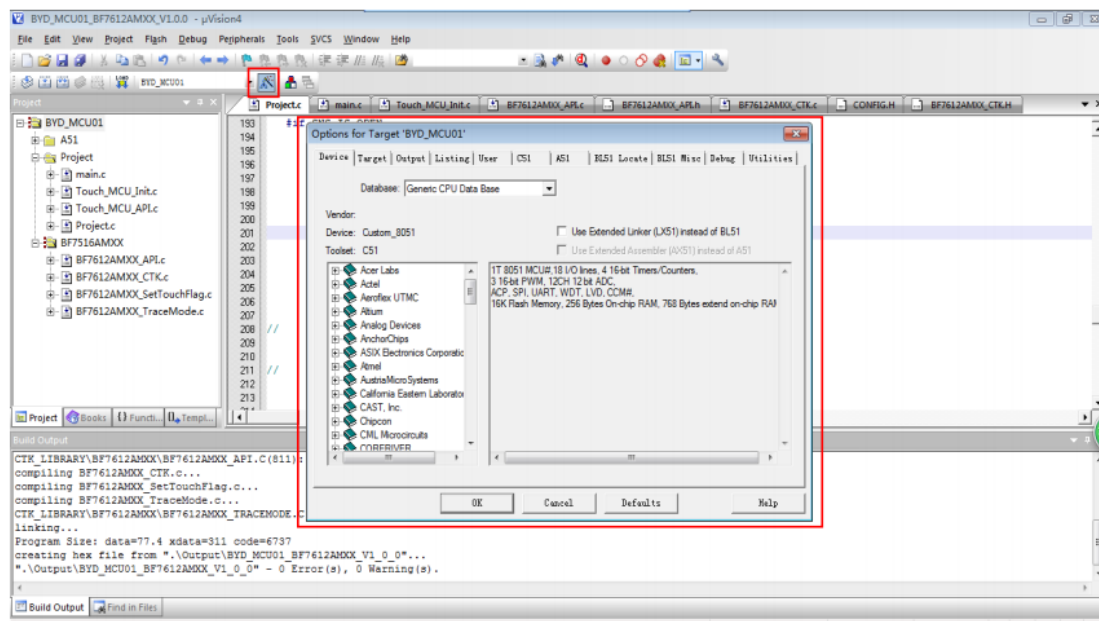 BYD_MCU01_BF7612AMXX_V1.0.0 - µVision4
File Edit View Project Flash Debug Peripherals Tools SVCS Window Help
BYD_MCU01
Project
Project.c main.c Touch_MCU_Init.c BF7612AMXX_API.c BF7612AMXX_API.h BF7612AMXX_CTK.c CONFIG.H BF7612AMXX_CTK.H
BYD_MCU01
A51
Project
main.c
Touch_MCU_Init.c
Touch_MCU_API.c
Project.c
BF7516AMXX
BF7612AMXX_API.c
BF7612AMXX_CTK.c
BF7612AMXX_SetTouchFlag.c
BF7612AMXX_TraceMode.c
Project Books {} Functi... Templ...
193
194
195
196
197
198
199
200
201
202
203
204
205
206
207
208 //
209
210
211 //
212
213
Options for Target 'BYD_MCU01'
Device Target Output Listing User C51 A51 BL51 Locate BL51 Misc Debug Utilities
Database: Generic CPU Data Base
Vendor:
Device: Custom_8051
Toolset: C51
Use Extended Linker (LX51) instead of BL51
Use Extended Assembler (AX51) instead of A51
Acer Labs
Actel
Aeroflex UTMC
Altium
Analog Devices
AnchorChips
ASIX Electronics Corporatic
Atmel
AustriaMicroSystems
California Eastern Laborator
CAST, Inc.
Chipcon
CML Microcircuits
CORERIVER
1T 8051 MCU#,18 I/O lines, 4 16-bit Timers/Counters,
3 16-bit PWM, 12CH 12 bit ADC,
ACP, SPI, UART, WDT, LVD, CCM#,
16K Flash Memory, 256 Bytes On-chip RAM, 768 Bytes extend on-chip RAM
OK Cancel Defaults Help
Build Output
CTK_LIBRARY\BF7612AMXX\BF7612AMXX_API.C(811):
compiling BF7612AMXX_CTK.c...
compiling BF7612AMXX_SetTouchFlag.c...
compiling BF7612AMXX_TraceMode.c...
CTK_LIBRARY\BF7612AMXX\BF7612AMXX_TRACEMODE.C
linking...
Program Size: data=77.4 xdata=311 code=6737
creating hex file from ".\Output\BYD_MCU01_BF7612AMXX_V1_0_0"...
".\Output\BYD_MCU01_BF7612AMXX_V1_0_0" - 0 Error(s), 0 Warning(s).
Build Output Find in Files